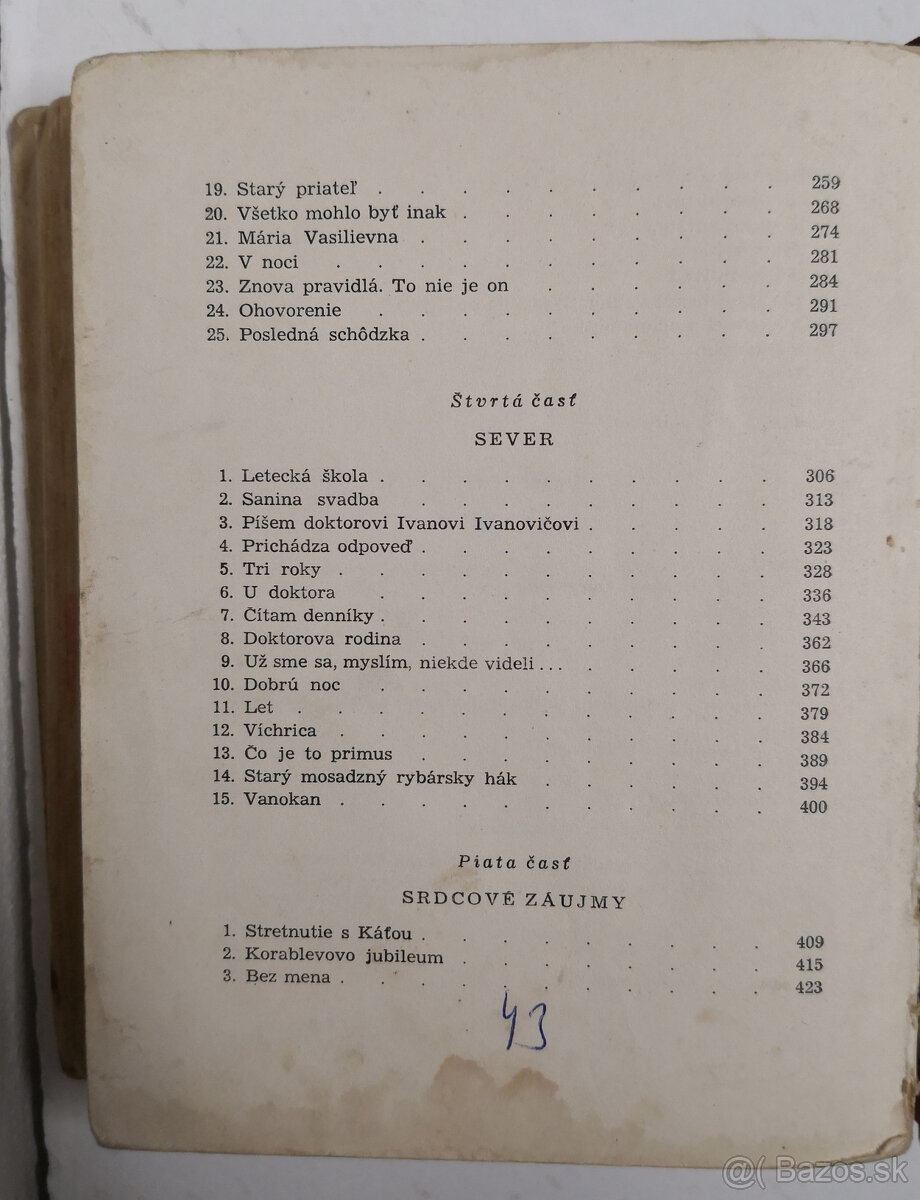 19. Starý priateľ . . . . . . . . . . 259
20. Všetko mohlo byť inak . . . . . . . . 268
21. Mária Vasilievna . . . . . . . . . 274
22. V noci . . . . . . . . . . . 281
23. Znova pravidlá. To nie je on . . . . . . 284
24. Ohovorenie . . . . . . . . . . 291
25. Posledná schôdzka . . . . . . . . . 297
Štvrtá časť
SEVER
1. Letecká škola . . . . . . . . . . 306
2. Sanina svadba . . . . . . . . . 313
3. Píšem doktorovi Ivanovi Ivanovičovi . . . . . 318
4. Prichádza odpoveď . . . . . . . . . 323
5. Tri roky . . . . . . . . . . . 328
6. U doktora . . . . . . . . . . 336
7. Čítam denníky . . . . . . . . . . 343
8. Doktorova rodina . . . . . . . . . 362
9. Už sme sa, myslím, niekde videli ... . . . . . 366
10. Dobrú noc . . . . . . . . . . 372
11. Let . . . . . . . . . . . . 379
12. Víchrica . . . . . . . . . . . 384
13. Čo je to primus . . . . . . . . . 389
14. Starý mosadzný rybársky hák . . . . . . 394
15. Vanokan . . . . . . . . . . . 400
Piata časť
SRDCOVÉ ZÁUJMY
1. Stretnutie s Káťou . . . . . . . . . 409
2. Korablevovo jubileum . . . . . . . . 415
3. Bez mena . . . . . . . . . . . 423
43
@( Bazos.sk